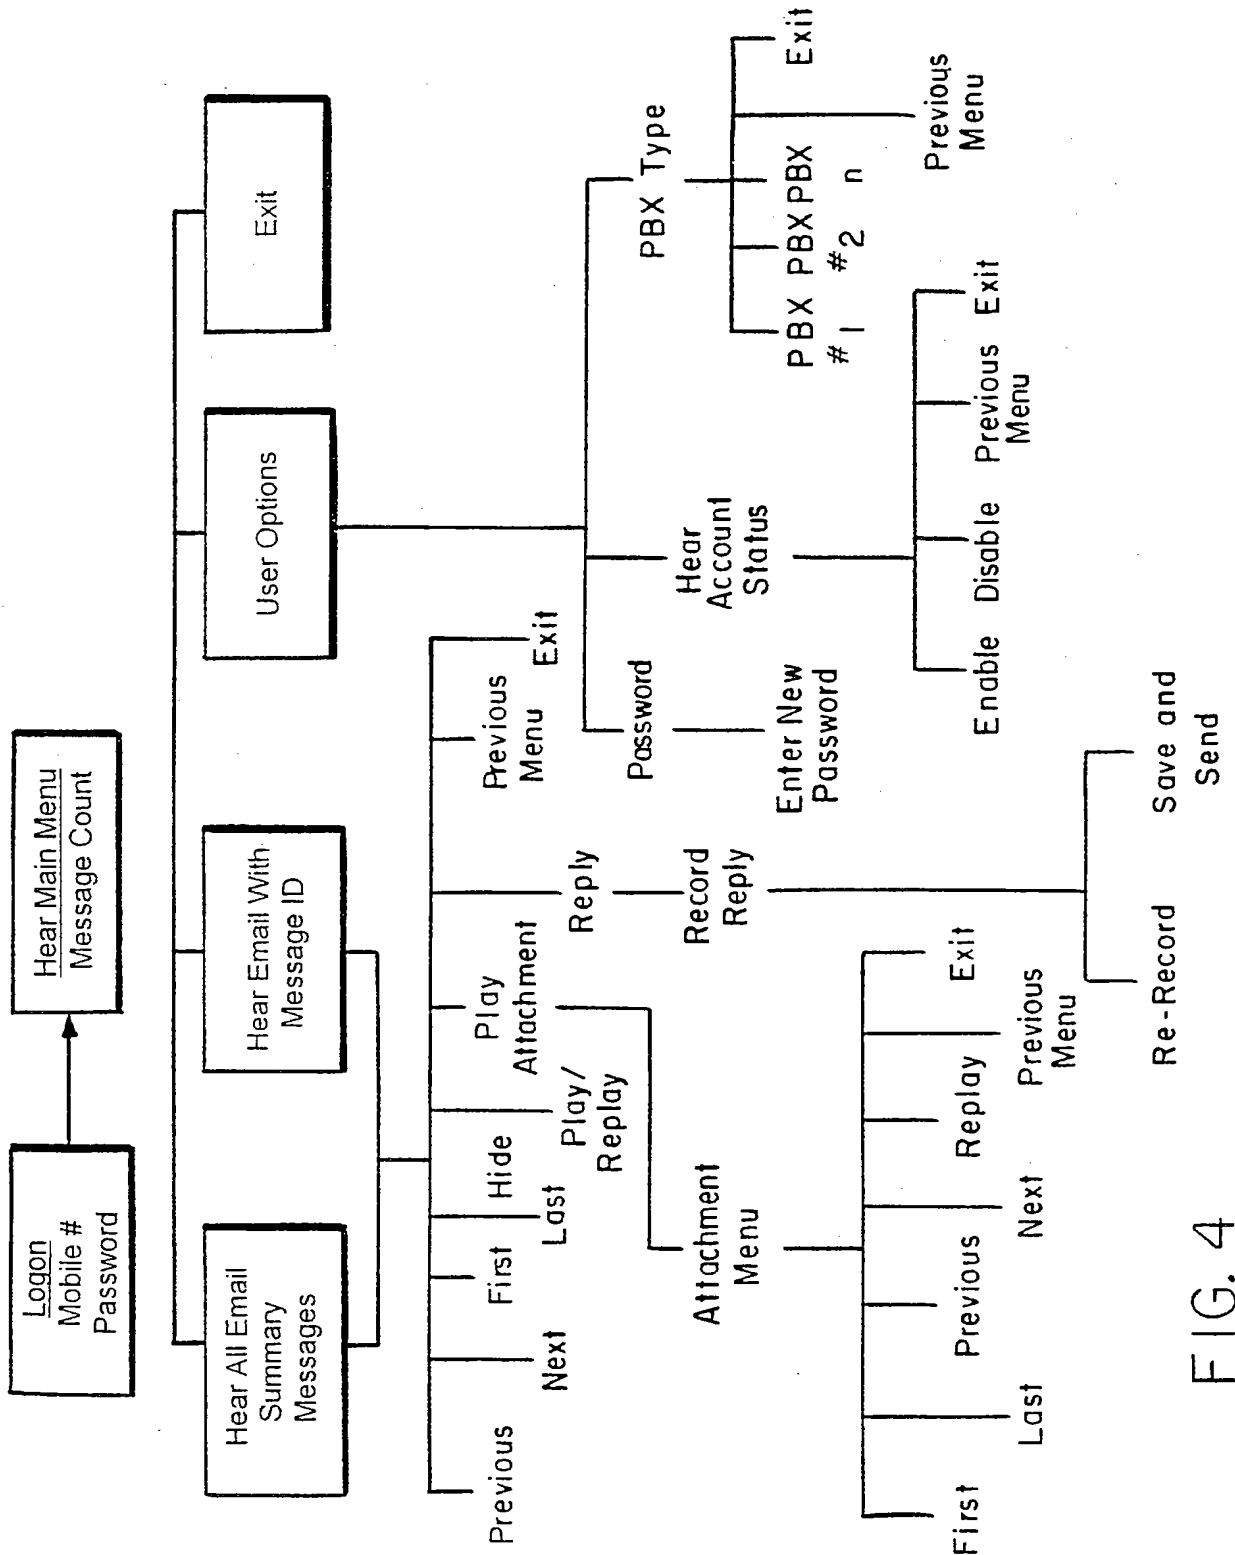 Logon
Mobile #
Password
Hear Main Menu
Message Count
Hear All Email
Summary
Messages
Hear Email With
Message ID
User Options
Exit
Previous
Next
First
Last
Hide
Play/
Replay
Play
Attachment
Reply
Previous
Menu
Exit
Record
Reply
Re-Record
Save and
Send
Attachment
Menu
First
Last
Previous
Next
Replay
Previous
Menu
Exit
Password
Enter New
Password
Hear
Account
Status
Enable
Disable
Previous
Menu
Exit
PBX Type
PBX
#1
PBX
#2
PBX
n
Previous
Menu
Exit
FIG. 4